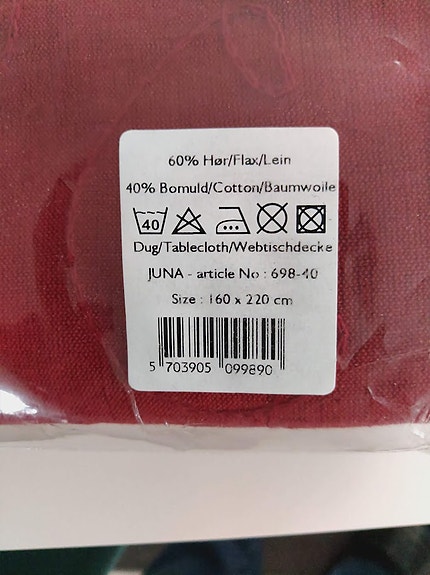 60% Hør/Flax/Lein
40% Bomuld/Cotton/Baumwolle
40
Dug/Tablecloth/Webtischdecke
JUNA - article No : 698-40
Size : 160 x 220 cm
5 703905 099890